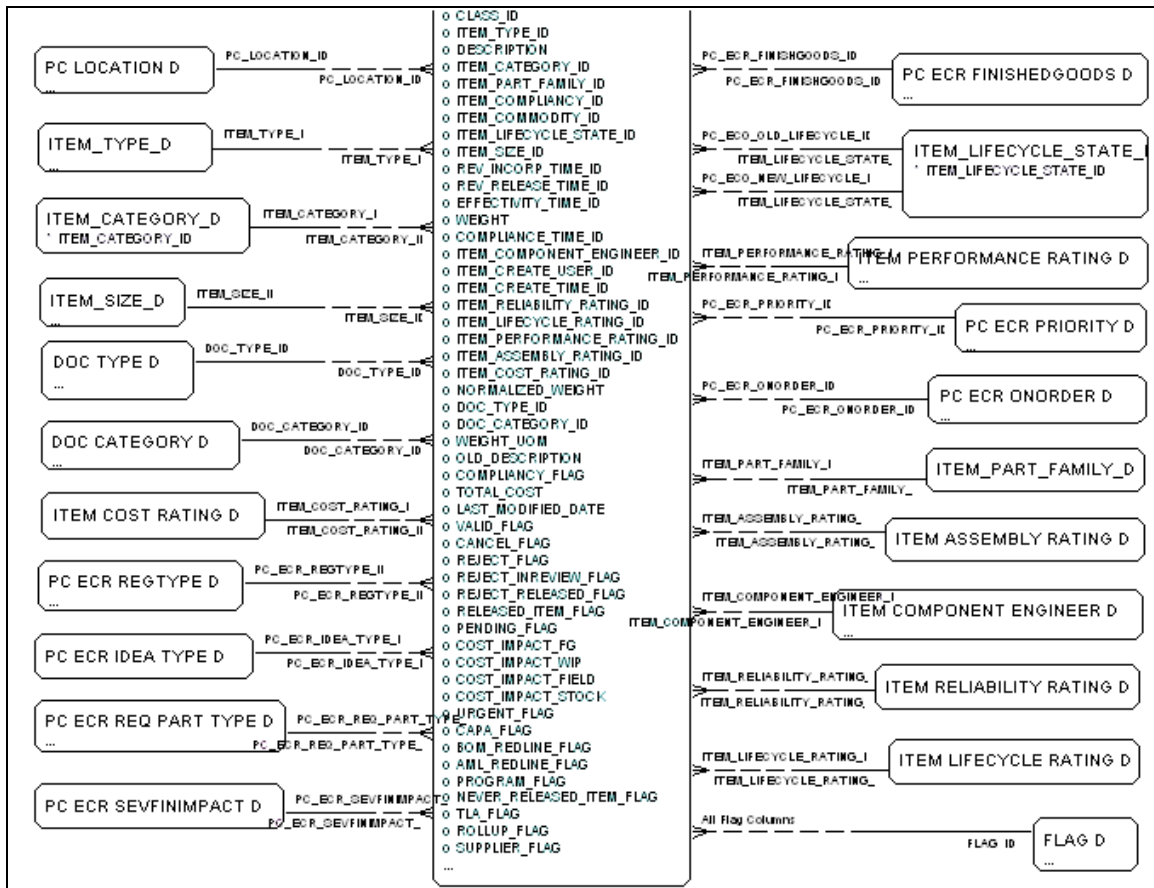 PC LOCATION D
...
PC_LOCATION_ID
PC_LOCATION_ID
ITEM_TYPE_D
...
ITEM_TYPE_I
ITEM_TYPE_I
ITEM_CATEGORY_D
* ITEM_CATEGORY_ID
ITEM_CATEGORY_I
ITEM_CATEGORY_II
ITEM_SIZE_D
...
ITEM_SIZE_II
ITEM_SIZE_IC
DOC TYPE D
...
DOC_TYPE_ID
DOC_TYPE_ID
DOC CATEGORY D
...
DOC_CATEGORY_ID
DOC_CATEGORY_ID
ITEM COST RATING D
ITEM_COST_RATING_I
ITEM_COST_RATING_II
PC ECR REGTYPE D
...
PC_ECR_REGTYPE_II
PC_ECR_REGTYPE_II
PC ECR IDEA TYPE D
PC_ECR_IDEA_TYPE_I
PC_ECR_IDEA_TYPE_I
PC ECR REQ PART TYPE D
...
PC_ECR_REQ_PART_TYPE_
PC_ECR_REQ_PART_TYPE_
PC ECR SEVFINIMPACT D
...
PC_ECR_SEVFINIMPACT_
PC_ECR_SEVFINIMPACT_
o CLASS_ID
o ITEM_TYPE_ID
o DESCRIPTION
o ITEM_CATEGORY_ID
o ITEM_PART_FAMILY_ID
o ITEM_COMPLIANCY_ID
o ITEM_COMMODITY_ID
o ITEM_LIFECYCLE_STATE_ID
o ITEM_SIZE_ID
o REV_INCORP_TIME_ID
o REV_RELEASE_TIME_ID
o EFFECTIVITY_TIME_ID
o WEIGHT
o COMPLIANCE_TIME_ID
o ITEM_COMPONENT_ENGINEER_ID
o ITEM_CREATE_USER_ID
o ITEM_CREATE_TIME_ID
o ITEM_RELIABILITY_RATING_ID
o ITEM_LIFECYCLE_RATING_ID
o ITEM_PERFORMANCE_RATING_ID
o ITEM_ASSEMBLY_RATING_ID
o ITEM_COST_RATING_ID
o NORMALIZED_WEIGHT
o DOC_TYPE_ID
o DOC_CATEGORY_ID
o WEIGHT_UOM
o OLD_DESCRIPTION
o COMPLIANCY_FLAG
o TOTAL_COST
o LAST_MODIFIED_DATE
o VALID_FLAG
o CANCEL_FLAG
o REJECT_FLAG
o REJECT_INREVIEW_FLAG
o REJECT_RELEASED_FLAG
o RELEASED_ITEM_FLAG
o PENDING_FLAG
o COST_IMPACT_FG
o COST_IMPACT_WIP
o COST_IMPACT_FIELD
o COST_IMPACT_STOCK
o URGENT_FLAG
o CAPA_FLAG
o BOM_REDLINE_FLAG
o AML_REDLINE_FLAG
o PROGRAM_FLAG
o NEVER_RELEASED_ITEM_FLAG
o TLA_FLAG
o ROLLUP_FLAG
o SUPPLIER_FLAG
...
PC_ECR_FINISHGOODS_ID
PC_ECR_FINISHGOODS_ID
PC ECR FINISHEDGOODS D
...
PC_ECO_OLD_LIFECYCLE_IC
ITEM_LIFECYCLE_STATE_
PC_ECO_NEW_LIFECYCLE_I
ITEM_LIFECYCLE_STATE_
ITEM_LIFECYCLE_STATE_I
* ITEM_LIFECYCLE_STATE_ID
ITEM_PERFORMANCE_RATING_I
ITEM_PERFORMANCE_RATING_I
ITEM PERFORMANCE RATING D
...
PC_ECR_PRIORITY_IC
PC_ECR_PRIORITY_IC
PC ECR PRIORITY D
...
PC_ECR_ONORDER_ID
PC_ECR_ONORDER_ID
PC ECR ONORDER D
...
ITEM_PART_FAMILY_I
ITEM_PART_FAMILY_
ITEM_PART_FAMILY_D
ITEM_ASSEMBLY_RATING_
ITEM_ASSEMBLY_RATING_
ITEM ASSEMBLY RATING D
ITEM_COMPONENT_ENGINEER_I
ITEM_COMPONENT_ENGINEER_I
ITEM COMPONENT ENGINEER D
...
ITEM_RELIABILITY_RATING_
ITEM_RELIABILITY_RATING_
ITEM RELIABILITY RATING D
ITEM_LIFECYCLE_RATING_I
ITEM_LIFECYCLE_RATING_
ITEM LIFECYCLE RATING D
All Flag Columns
FLAG ID
FLAG D
...